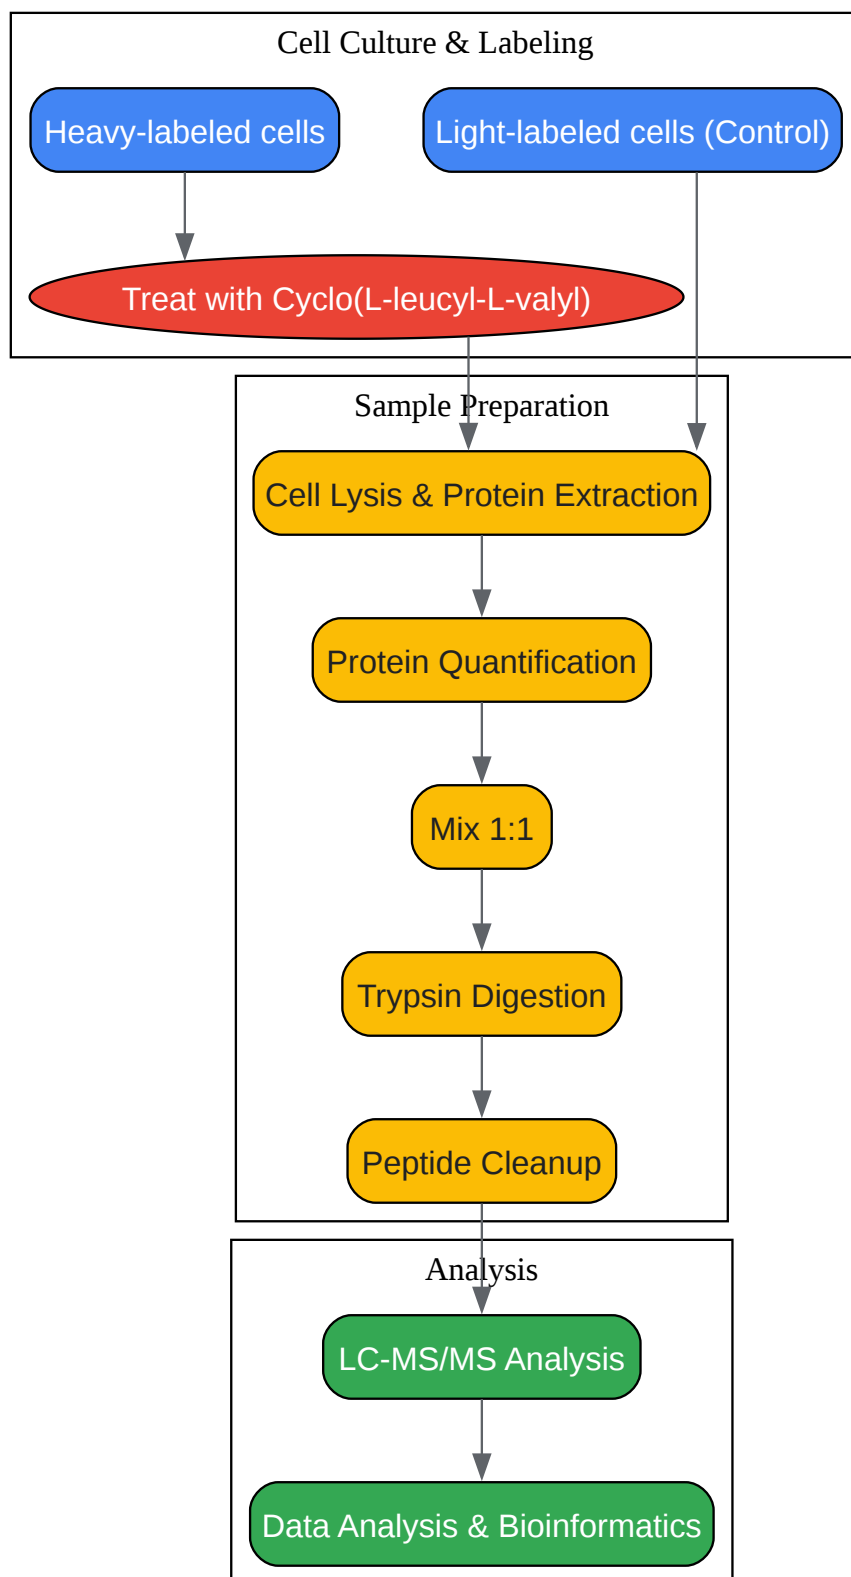 Cell Culture & Labeling
Heavy-labeled cells
Light-labeled cells (Control)
Treat with Cyclo(L-leucyl-L-valyl)
Sample Preparation
Cell Lysis & Protein Extraction
Protein Quantification
Mix 1:1
Trypsin Digestion
Peptide Cleanup
Analysis
LC-MS/MS Analysis
Data Analysis & Bioinformatics